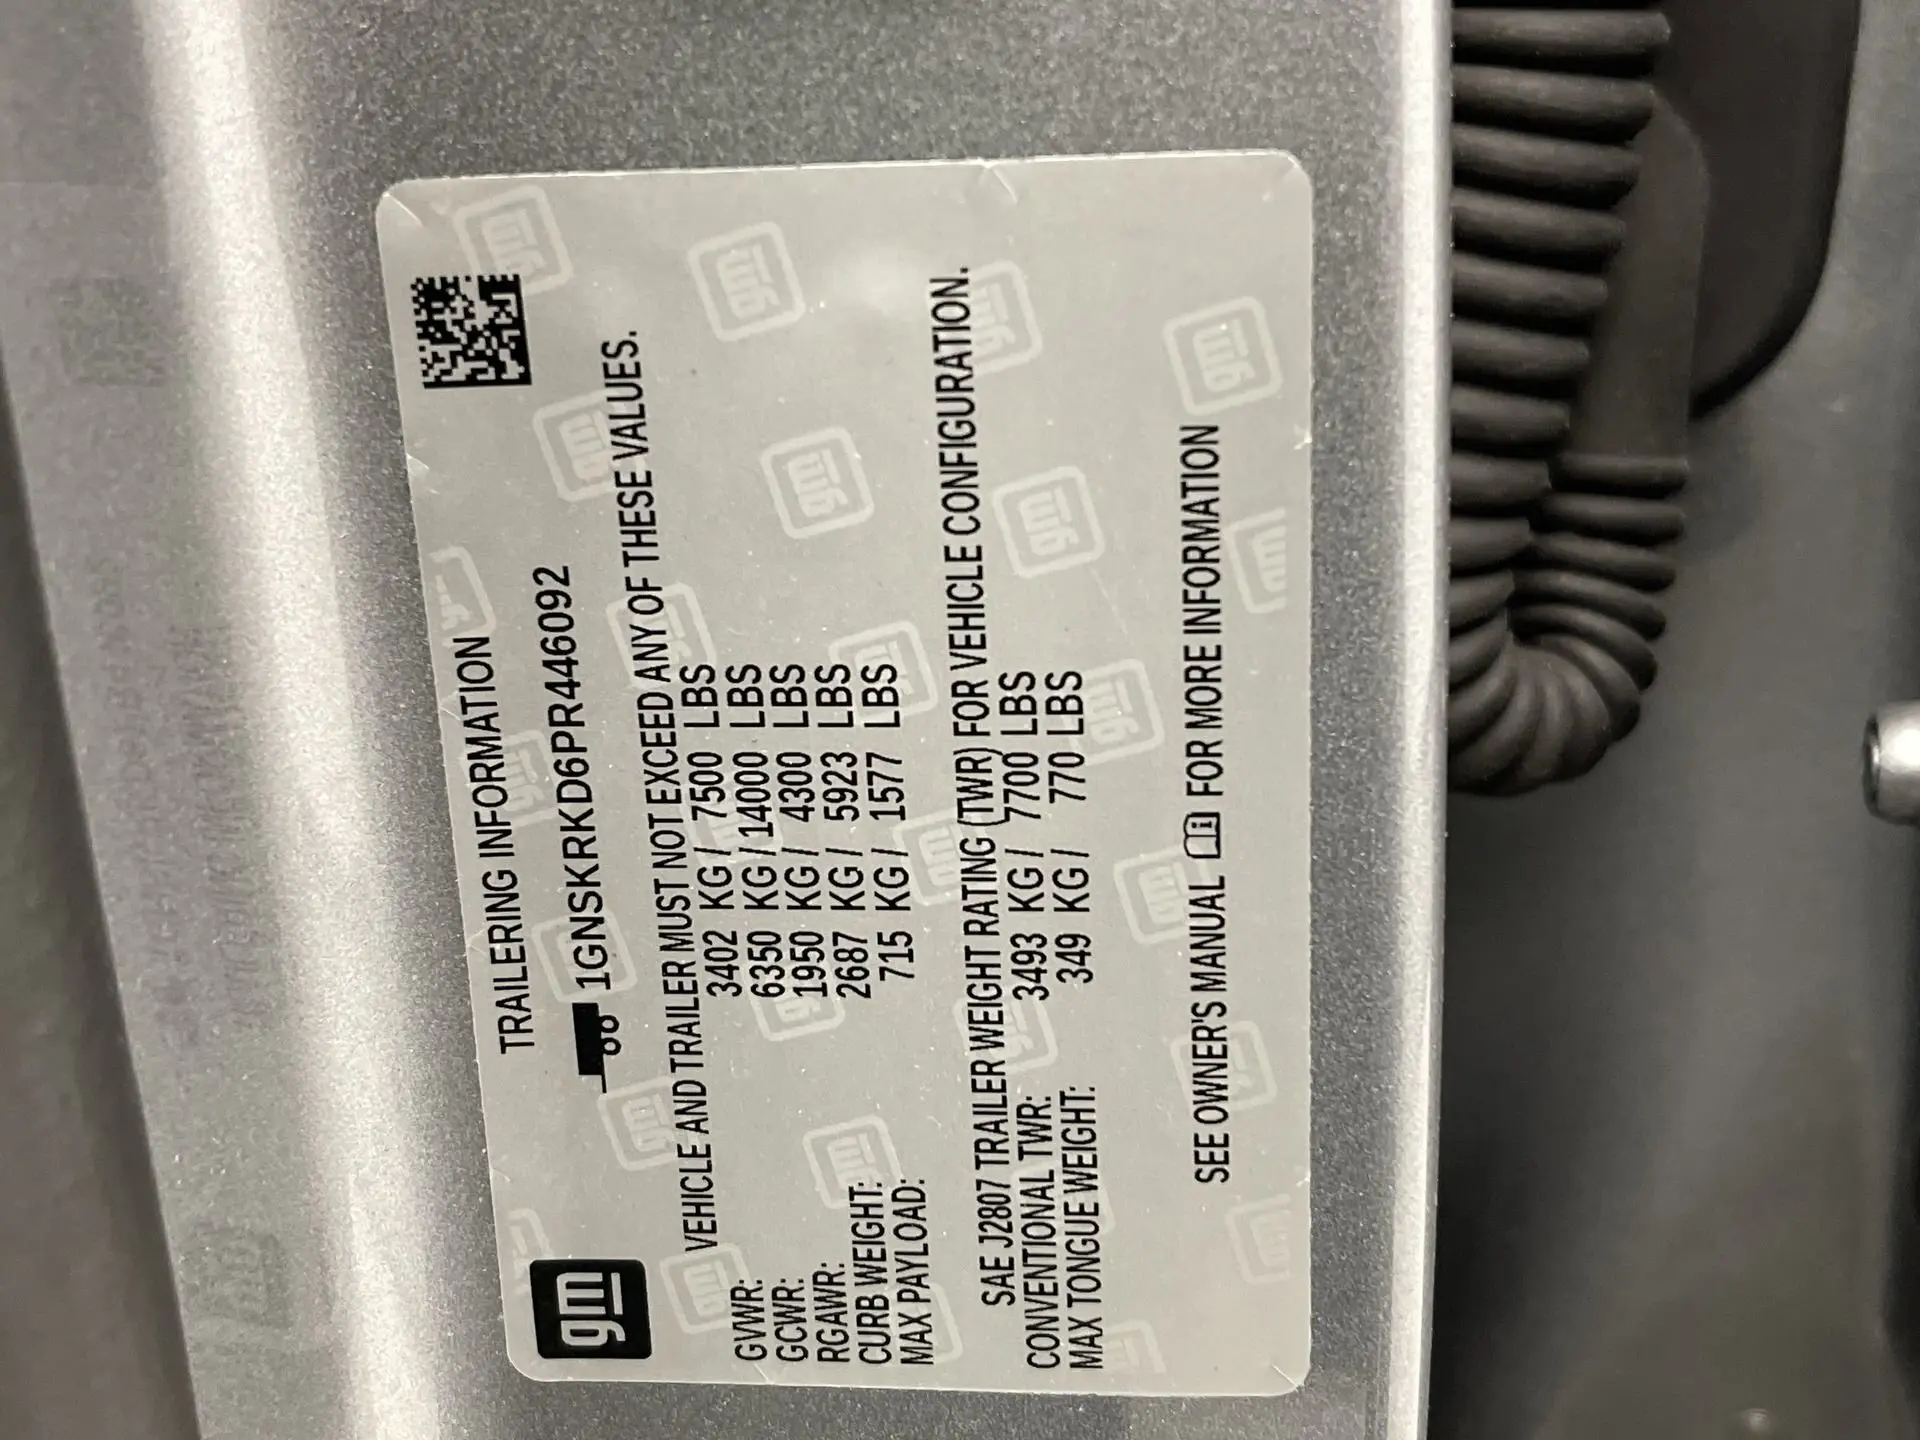 gm
TRAILERING INFORMATION
1GNSKRKD6PR446092
VEHICLE AND TRAILER MUST NOT EXCEED ANY OF THESE VALUES.
GVWR: 3402 KG / 7500 LBS
GCWR: 6350 KG / 14000 LBS
RGAWR: 1950 KG / 4300 LBS
CURB WEIGHT: 2687 KG / 5923 LBS
MAX PAYLOAD: 715 KG / 1577 LBS
SAE J2807 TRAILER WEIGHT RATING (TWR) FOR VEHICLE CONFIGURATION.
CONVENTIONAL TWR: 3493 KG / 7700 LBS
MAX TONGUE WEIGHT: 349 KG / 770 LBS
SEE OWNER'S MANUAL FOR MORE INFORMATION